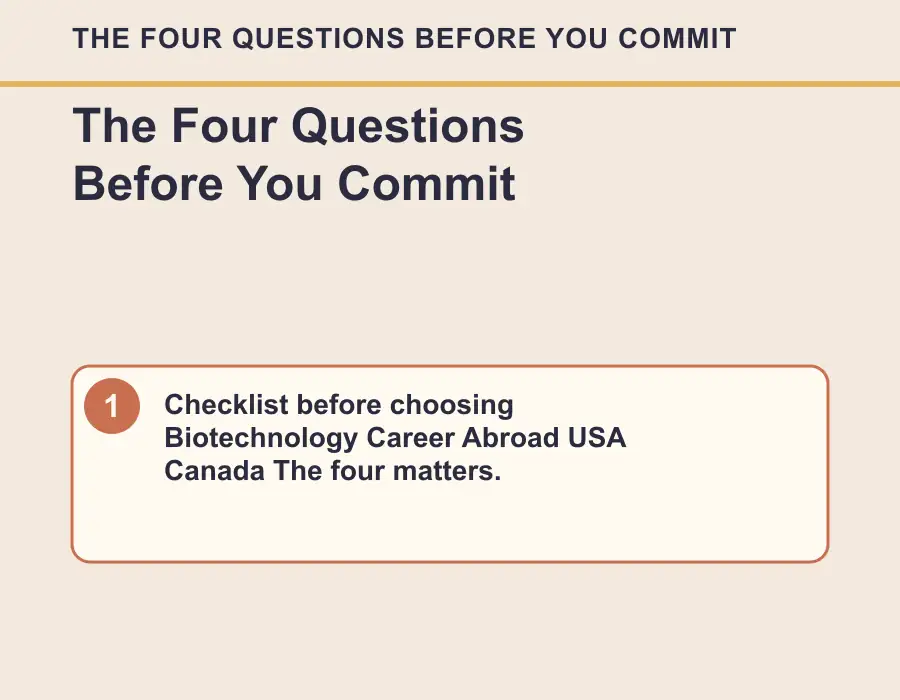 THE FOUR QUESTIONS BEFORE YOU COMMIT
The Four Questions
Before You Commit
1
Checklist before choosing
Biotechnology Career Abroad USA
Canada The four matters.